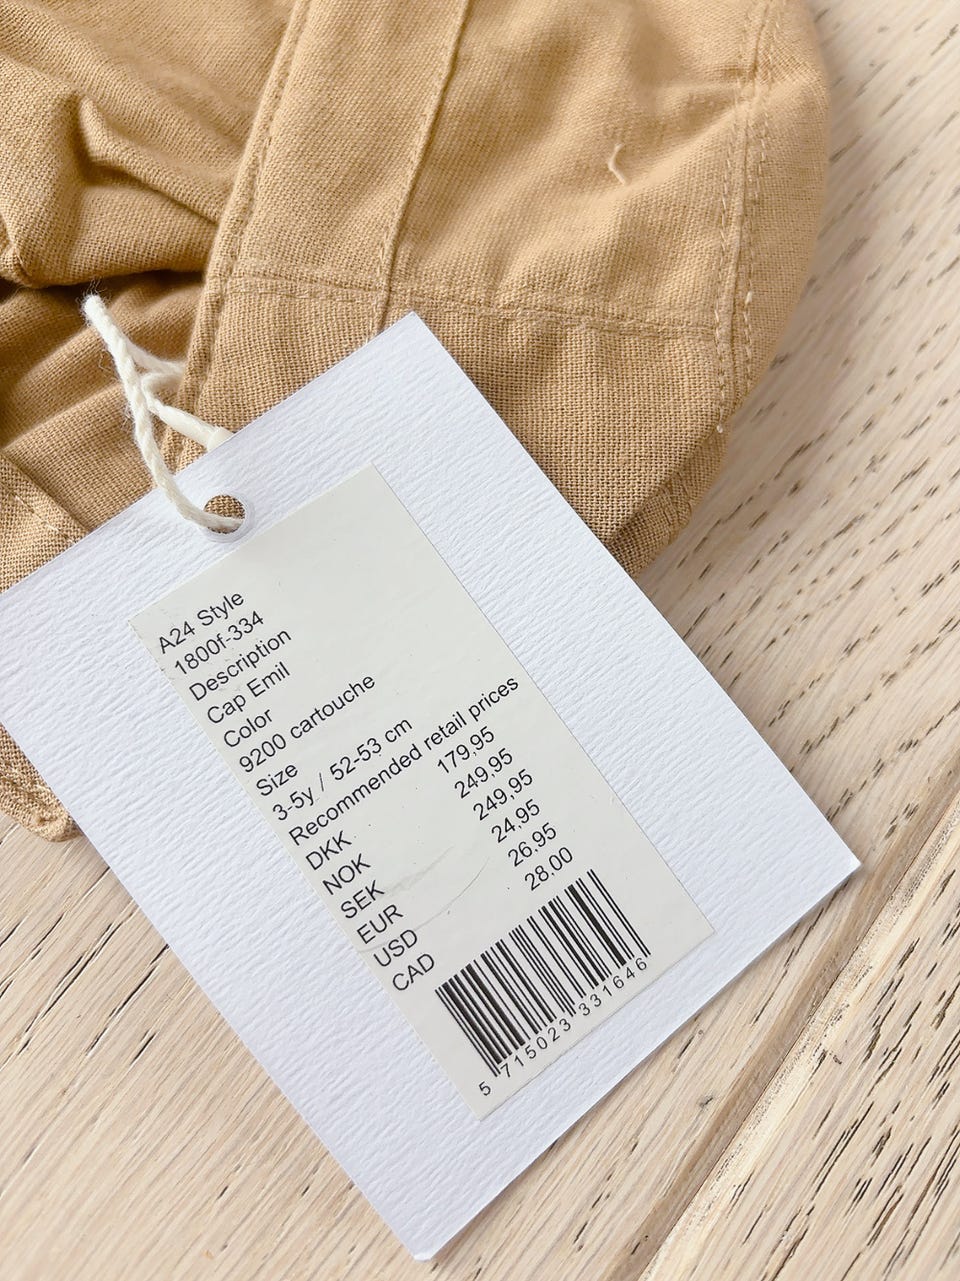 A24 Style
1800f-334
Description
Cap Emil
Color
9200 cartouche
Size
3-5y / 52-53 cm
Recommended retail prices
DKK 179,95
NOK 249,95
SEK 249,95
EUR 24,95
USD 26.95
CAD 28.00
5 715023 331646